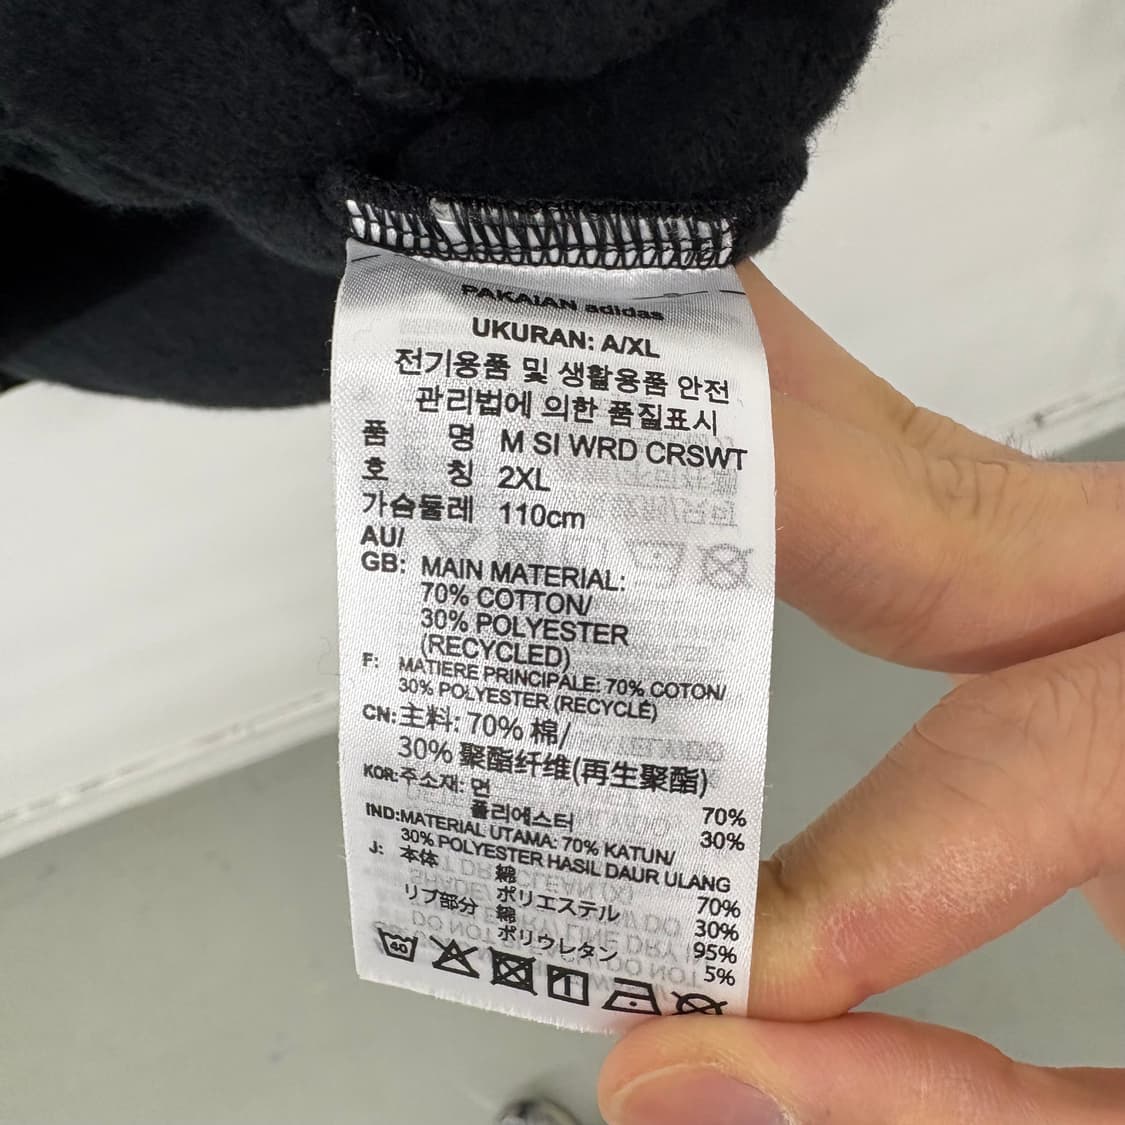 PAKAIAN adidas
UKURAN: A/XL
전기용품 및 생활용품 안전
관리법에 의한 품질표시
품 명 M SI WRD CRSWT
호 칭 2XL
가슴둘레 110cm
AU/
GB: MAIN MATERIAL:
70% COTTON/
30% POLYESTER
(RECYCLED)
F: MATIERE PRINCIPALE: 70% COTON/
30% POLYESTER (RECYCLÉ)
CN: 主料: 70% 棉/
30% 聚酯纤维(再生聚酯)
KOR: 주소재: 면 70%
폴리에스터 30%
IND: MATERIAL UTAMA: 70% KATUN/
30% POLYESTER HASIL DAUR ULANG
J: 本体 綿 70%
ポリエステル 30%
リブ部分 綿 95%
ポリウレタン 5%
40